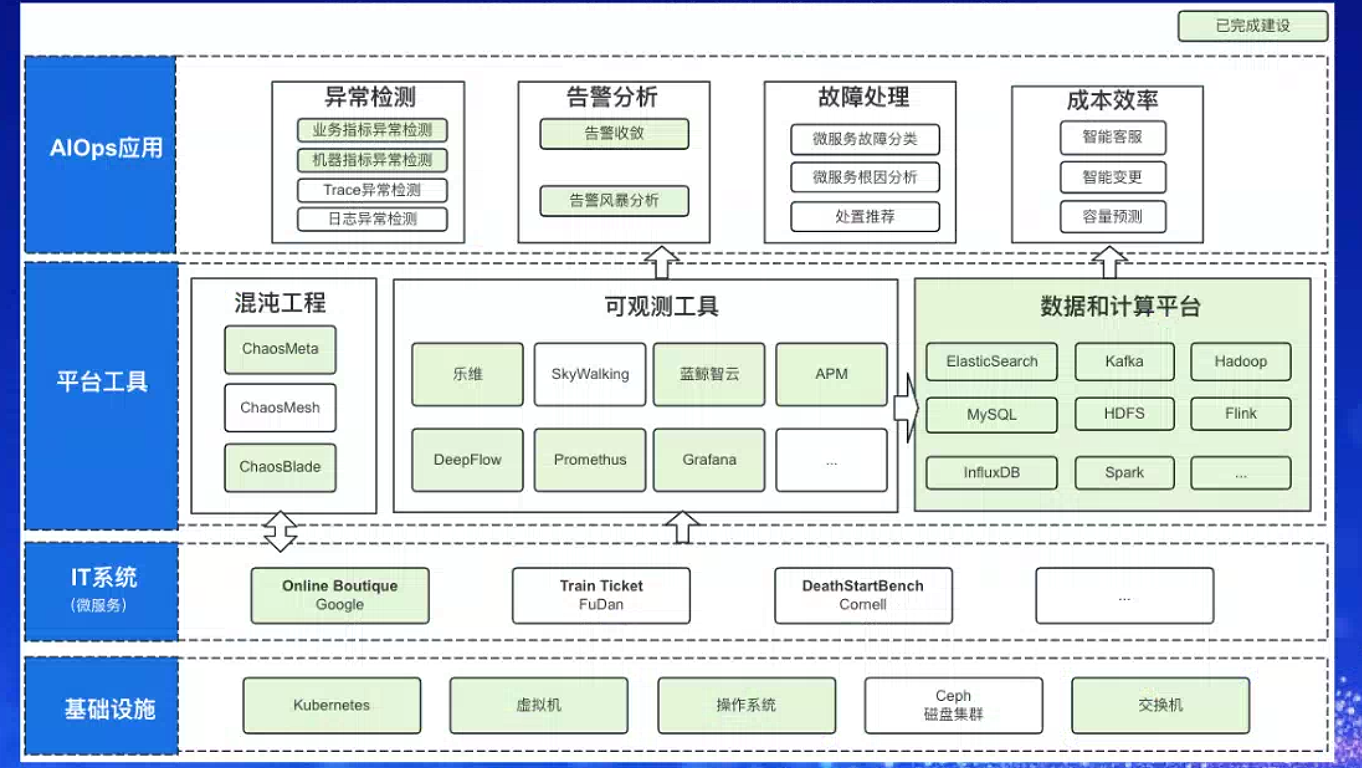 已完成建设
AIOps应用
异常检测
业务指标异常检测
机器指标异常检测
Trace异常检测
日志异常检测
告警分析
告警收敛
告警风暴分析
故障处理
微服务故障分类
微服务根因分析
处置推荐
成本效率
智能客服
智能变更
容量预测
平台工具
混沌工程
ChaosMeta
ChaosMesh
ChaosBlade
可观测工具
乐维
SkyWalking
蓝鲸智云
APM
DeepFlow
Promethus
Grafana
...
数据和计算平台
ElasticSearch
Kafka
Hadoop
MySQL
HDFS
Flink
InfluxDB
Spark
...
IT系统
(微服务)
Online Boutique
Google
Train Ticket
FuDan
DeathStartBench
Cornell
...
基础设施
Kubernetes
虚拟机
操作系统
Ceph
磁盘集群
交换机